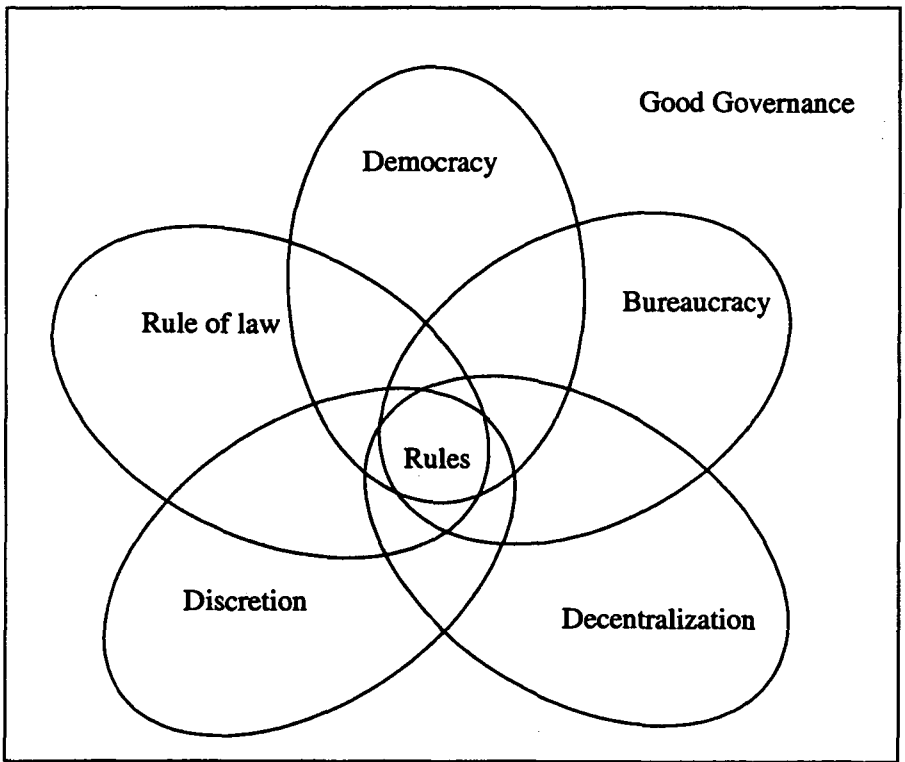 Good Governance
Democracy
Bureaucracy
Rule of law
Rules
Discretion
Decentralization